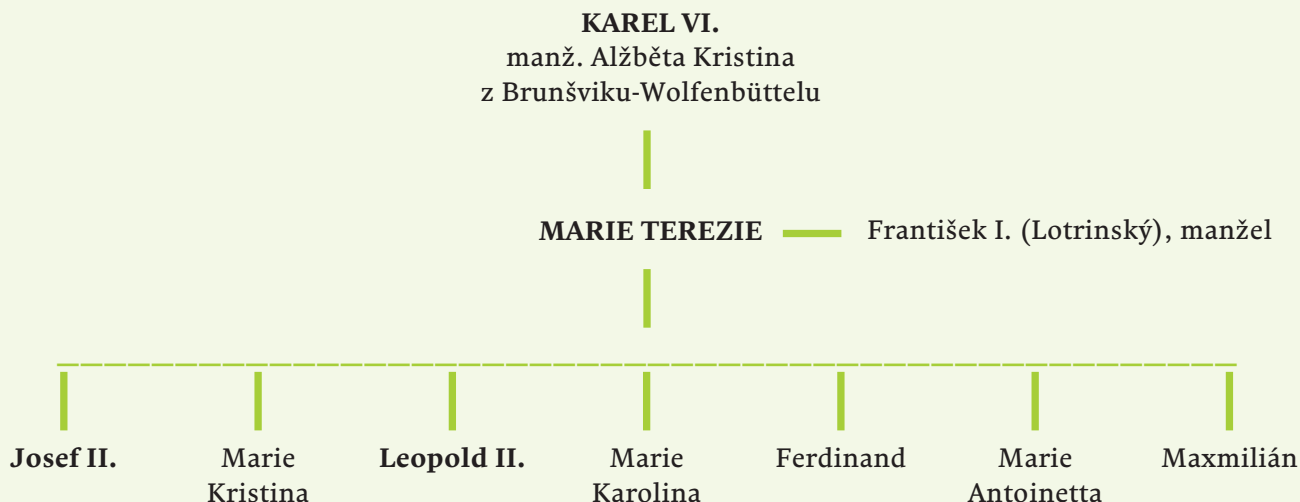 KAREL VI.
manž. Alžběta Kristina
z Brunšviku-Wolfenbüttelu
MARIE TEREZIE
František I. (Lotrinský), manžel
Josef II.
Marie
Kristina
Leopold II.
Marie
Karolina
Ferdinand
Marie
Antoinetta
Maxmilián